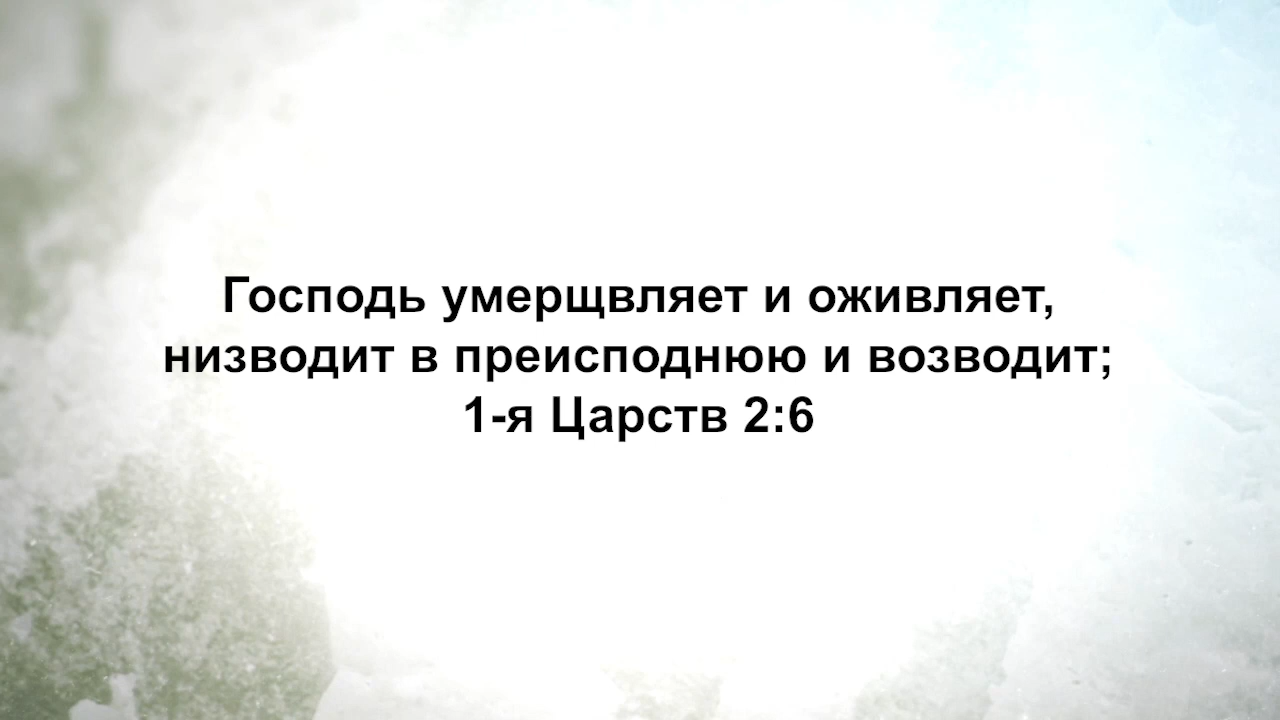 Господь умерщвляет и оживляет,
низводит в преисподнюю и возводит;
1-я Царств 2:6